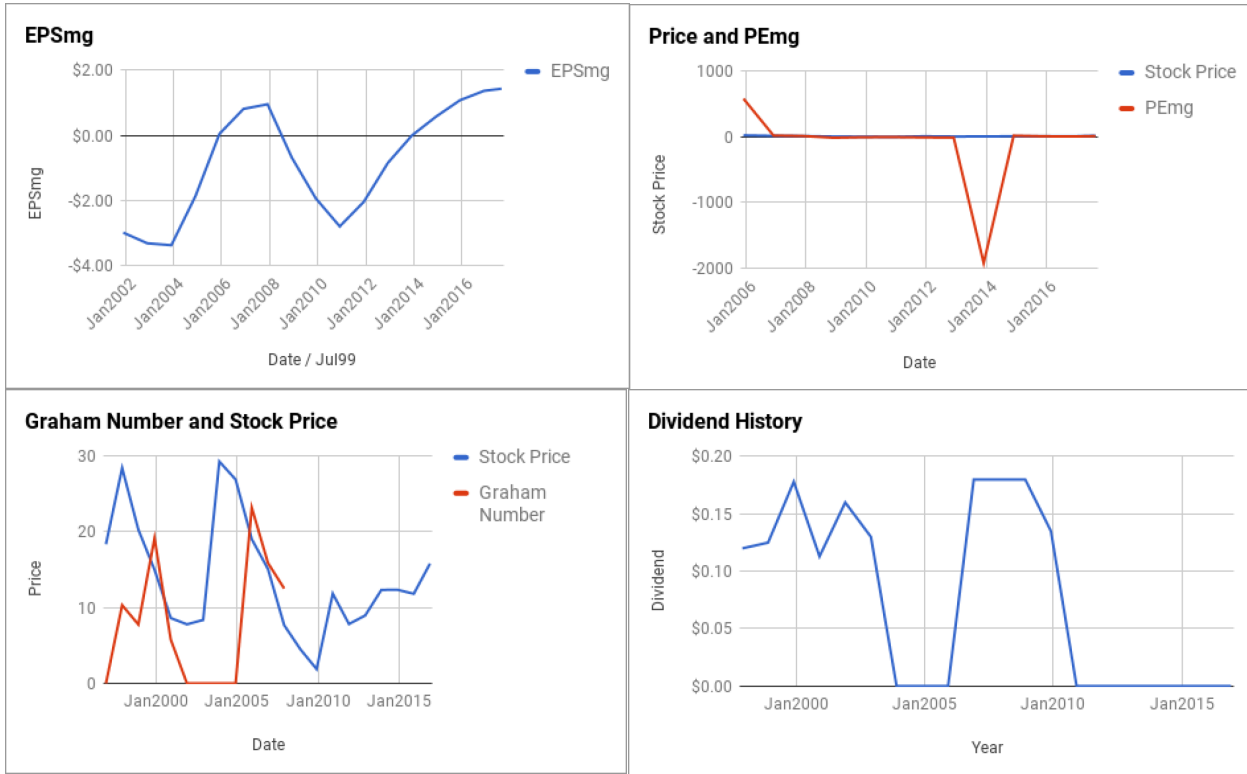 EPSmg
EPSmg
$2.00
$0.00
-$2.00
-$4.00
EPSmg
Jan2002
Jan2004
Jan2006
Jan2008
Jan2010
Jan2012
Jan2014
Jan2016
Date / Jul99
Price and PEmg
Stock Price
PEmg
1000
0
-1000
-2000
Stock Price
Jan2006
Jan2008
Jan2010
Jan2012
Jan2014
Jan2016
Date
Graham Number and Stock Price
Stock Price
Graham
Number
30
20
10
0
Price
Jan2000
Jan2005
Jan2010
Jan2015
Date
Dividend History
$0.20
$0.15
$0.10
$0.05
$0.00
Dividend
Jan2000
Jan2005
Jan2010
Jan2015
Year